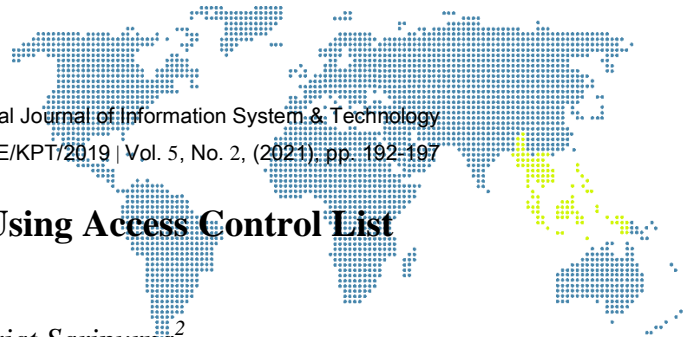 al Journal of Information System & Technology
E/KPT/2019 | Vol. 5, No. 2, (2021), pp. 192-197
Using Access Control List
2